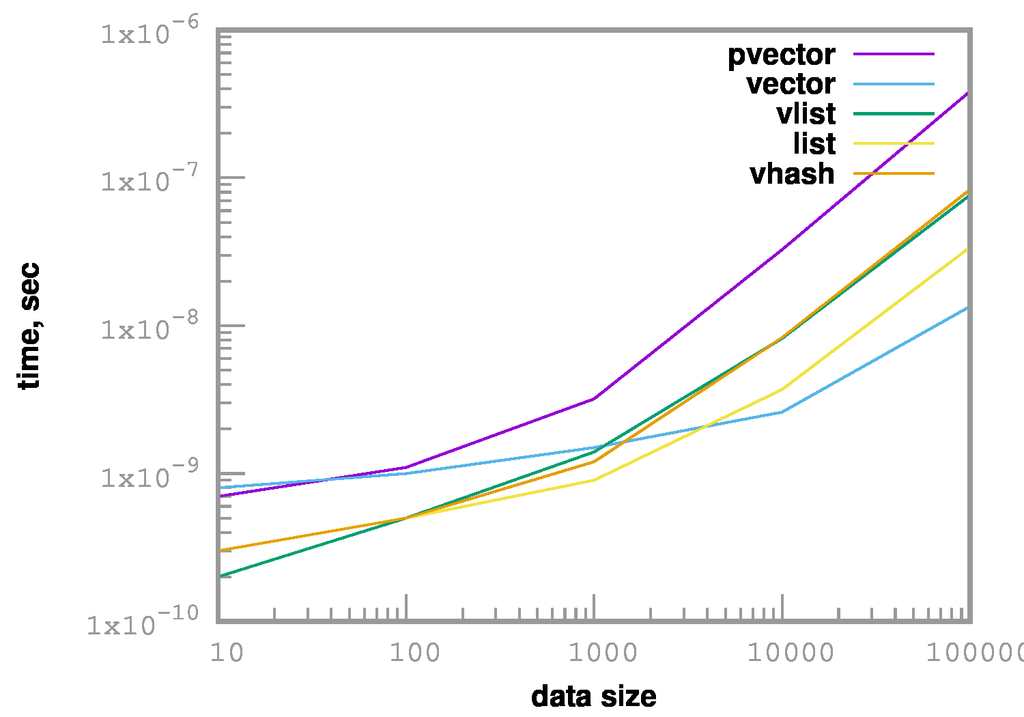 1x10⁻⁶
1x10⁻⁷
1x10⁻⁸
1x10⁻⁹
1x10⁻¹⁰
time, sec
pvector
vector
vlist
list
vhash
10
100
1000
10000
100000
data size